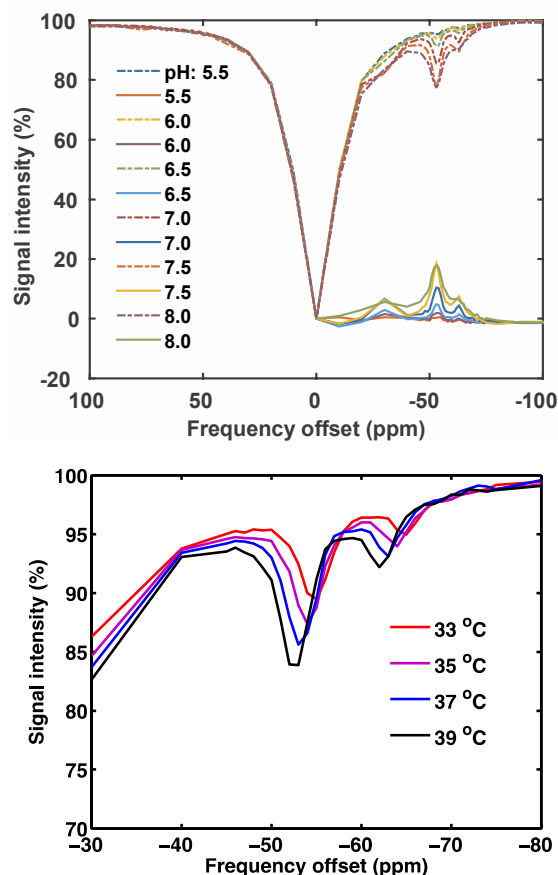 100
80
60
40
20
0
-20
Signal intensity (%)
pH: 5.5
5.5
6.0
6.0
6.5
6.5
7.0
7.0
7.5
7.5
8.0
8.0
100 50 0 -50 -100
Frequency offset (ppm)
100
95
90
85
80
75
70
Signal intensity (%)
33 °C
35 °C
37 °C
39 °C
−30 −40 −50 −60 −70 −80
Frequency offset (ppm)